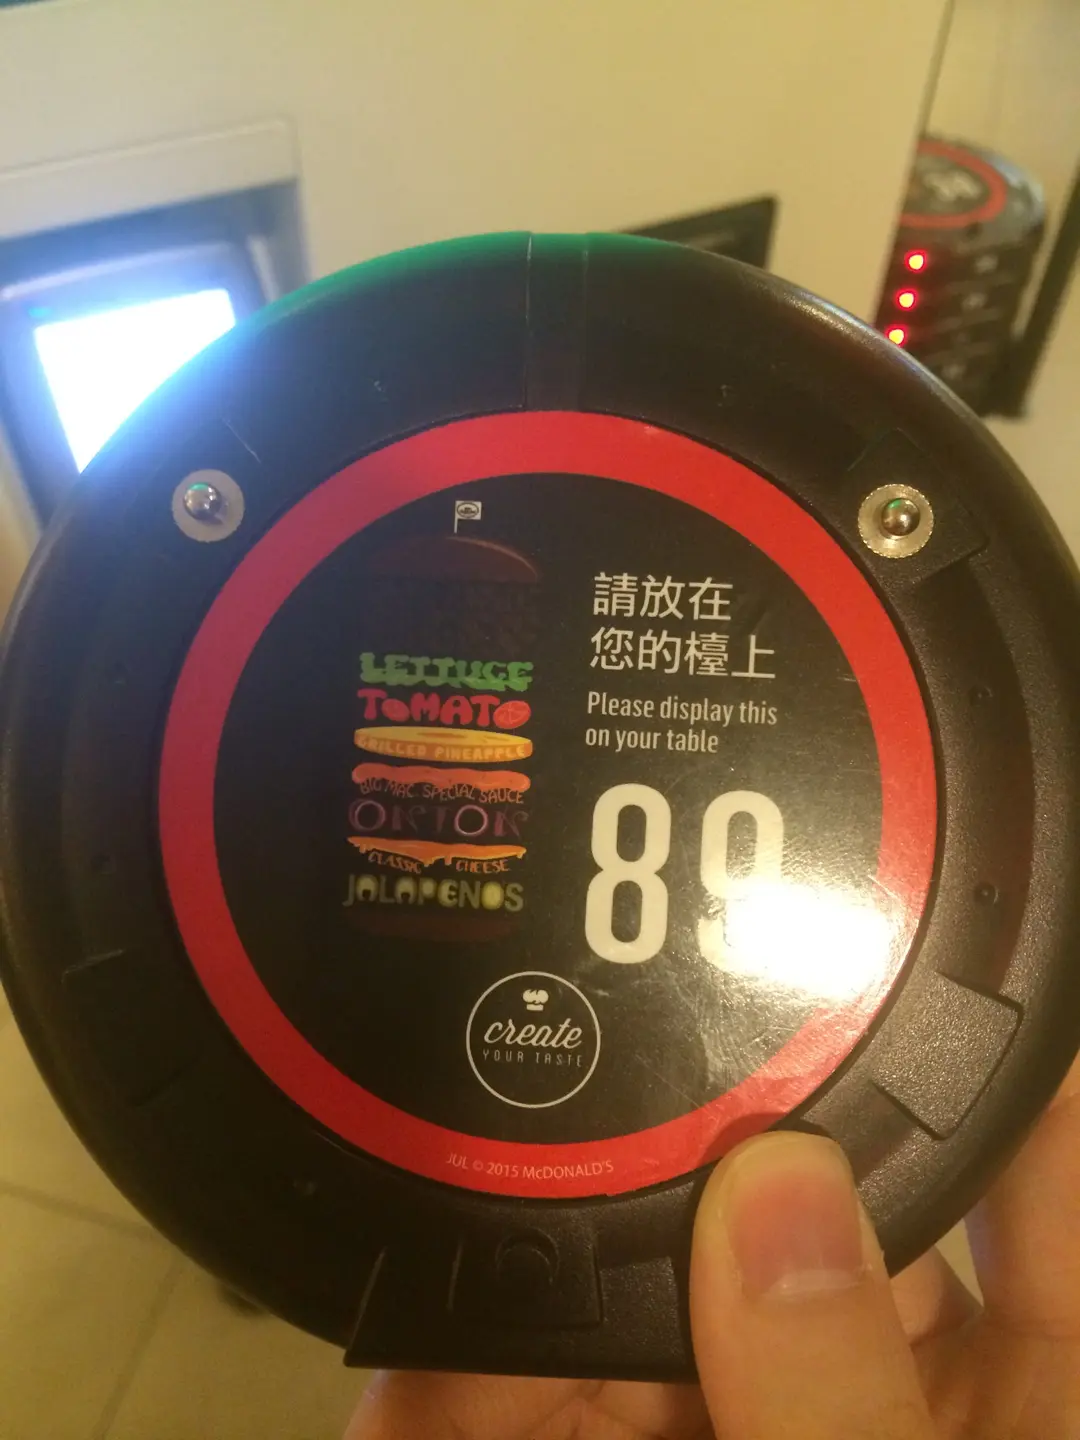 LETTUCE
TOMATO
GRILLED PINEAPPLE
BIG MAC SPECIAL SAUCE
ONION
CLASSIC CHEESE
JALAPENOS
請放在
您的檯上
Please display this
on your table
89
create
YOUR TASTE
JUL © 2015 McDONALD'S